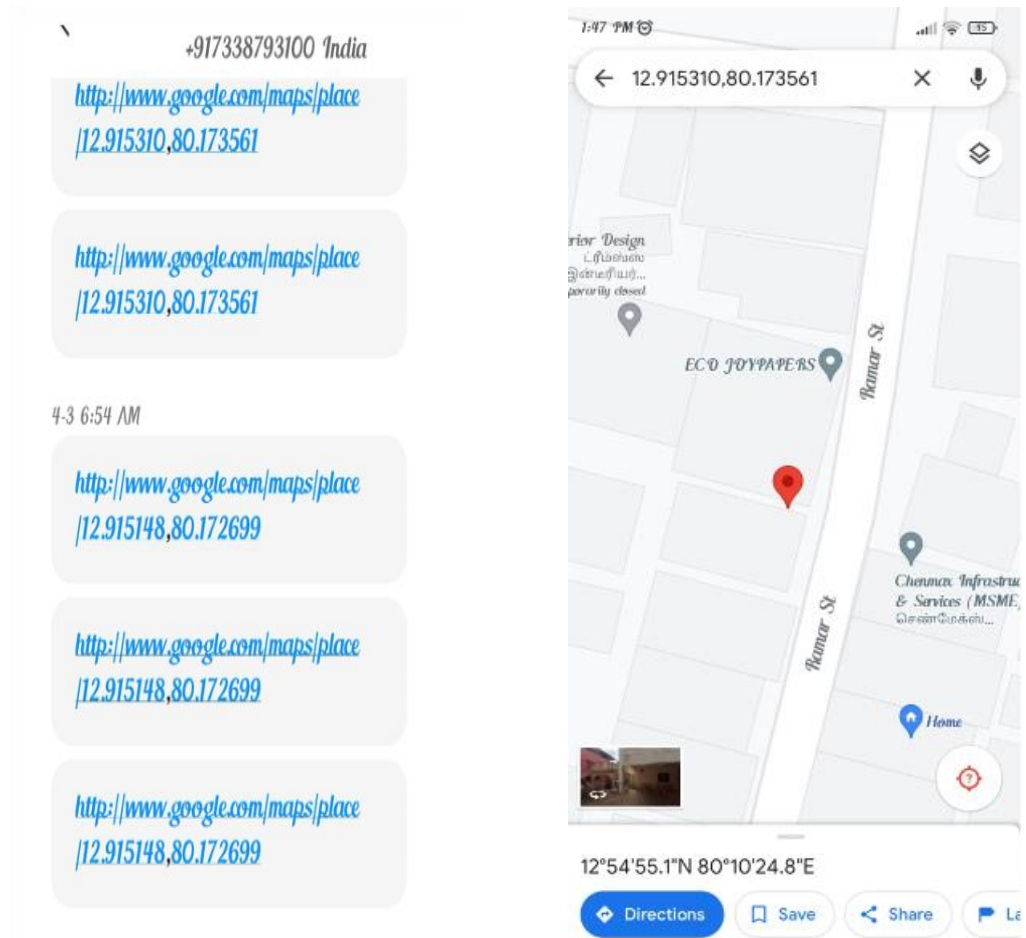 +917338793100 India
http://www.google.com/maps/place
/12.915310,80.173561
http://www.google.com/maps/place
/12.915310,80.173561
4-3 6:54 AM
http://www.google.com/maps/place
/12.915148,80.172699
http://www.google.com/maps/place
/12.915148,80.172699
http://www.google.com/maps/place
/12.915148,80.172699
1:47 PM
12.915310,80.173561
rior Design
ட்ரீம்ஸ்
இன்டீரியர்...
porarily closed
ECO JOYPAPERS
Ramar St
Chenmax Infrastruc
& Services (MSME)
சென்மேக்ஸ்...
Ramar St
Home
12°54'55.1"N 80°10'24.8"E
Directions
Save
Share
La